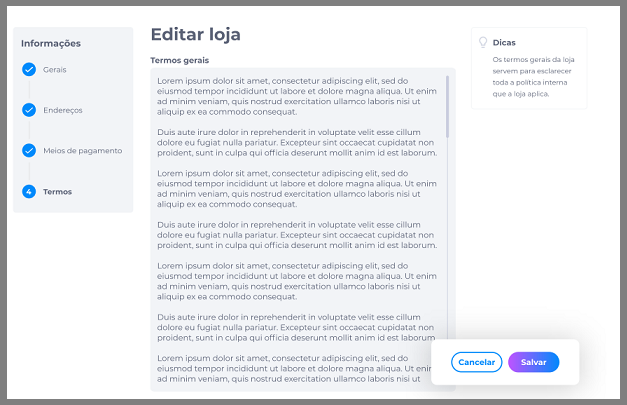 Informações
Gerais
Endereços
Meios de pagamento
4 Termos
Editar loja
Termos gerais
Lorem ipsum dolor sit amet, consectetur adipiscing elit, sed do
eiusmod tempor incididunt ut labore et dolore magna aliqua. Ut enim
ad minim veniam, quis nostrud exercitation ullamco laboris nisi ut
aliquip ex ea commodo consequat.
Duis aute irure dolor in reprehenderit in voluptate velit esse cillum
dolore eu fugiat nulla pariatur. Excepteur sint occaecat cupidatat non
proident, sunt in culpa qui officia deserunt mollit anim id est laborum.
Lorem ipsum dolor sit amet, consectetur adipiscing elit, sed do
eiusmod tempor incididunt ut labore et dolore magna aliqua. Ut enim
ad minim veniam, quis nostrud exercitation ullamco laboris nisi ut
aliquip ex ea commodo consequat.
Duis aute irure dolor in reprehenderit in voluptate velit esse cillum
dolore eu fugiat nulla pariatur. Excepteur sint occaecat cupidatat non
proident, sunt in culpa qui officia deserunt mollit anim id est laborum.
Lorem ipsum dolor sit amet, consectetur adipiscing elit, sed do
eiusmod tempor incididunt ut labore et dolore magna aliqua. Ut enim
ad minim veniam, quis nostrud exercitation ullamco laboris nisi ut
aliquip ex ea commodo consequat.
Duis aute irure dolor in reprehenderit in voluptate velit esse cillum
dolore eu fugiat nulla pariatur. Excepteur sint occaecat cupidatat non
proident, sunt in culpa qui officia deserunt mollit anim id est laborum
Lorem ipsum dolor sit amet, consectetur adipiscing elit, sed do
eiusmod tempor incididunt ut labore et dolore magna aliqua. Ut
ad minim veniam, quis nostrud exercitation ullamco laboris nisi ut
Dicas
Os termos gerais da loja
servem para esclarecer
toda a política interna
que a loja aplica.
Cancelar
Salvar